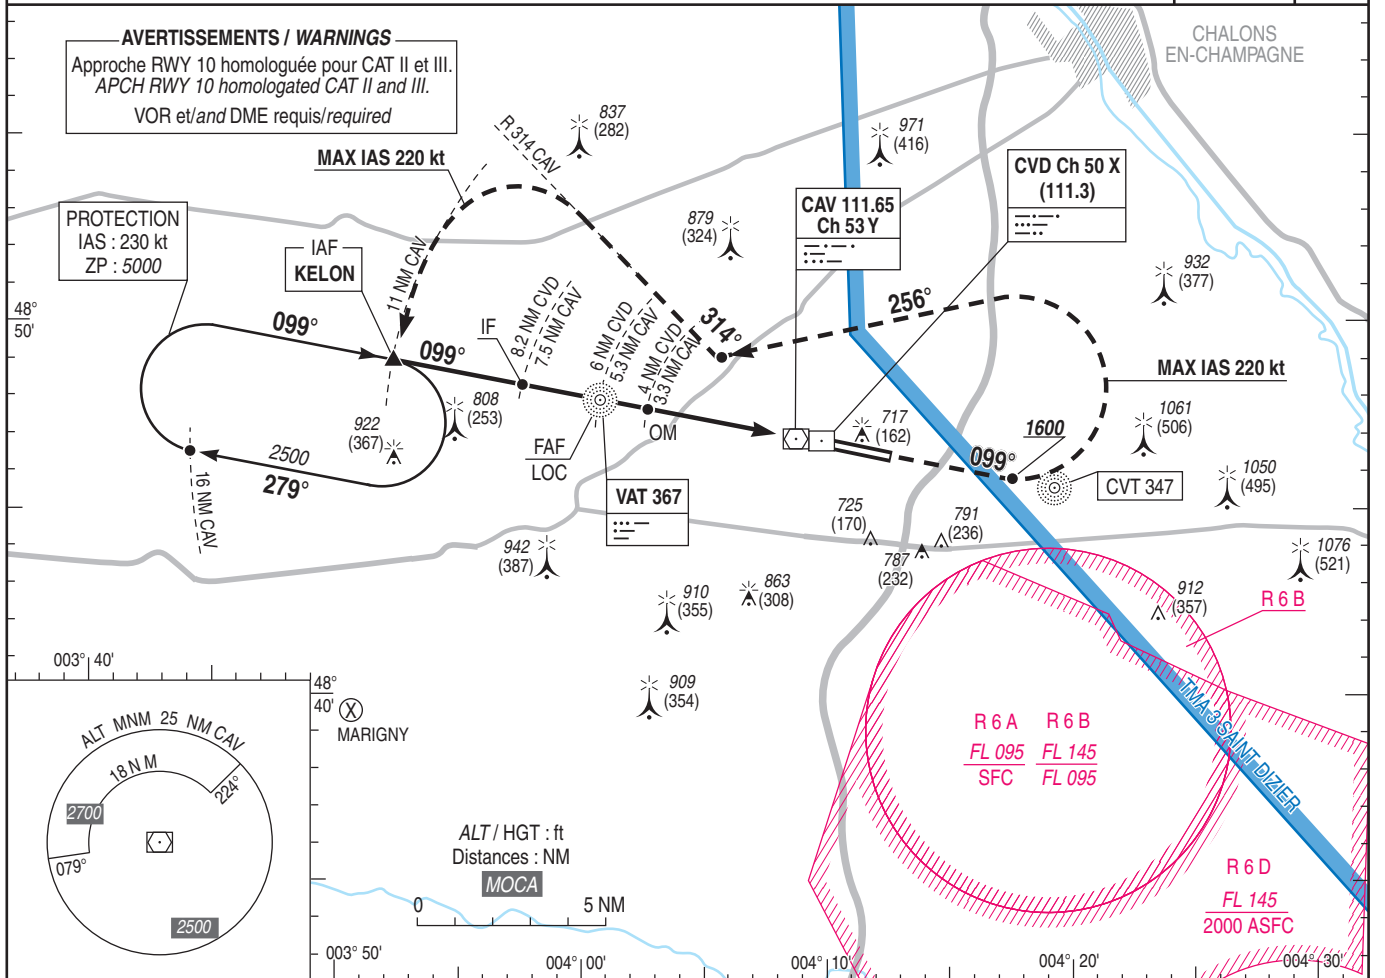 AVERTISSEMENTS / WARNINGS
Approche RWY 10 homologuée pour CAT II et III.
APCH RWY 10 homologated CAT II and III.
VOR et/and DME requis/required
CHALONS
EN-CHAMPAGNE
837
(282)
971
(416)
R 314 CAV
MAX IAS 220 kt
CVD Ch 50 X
(111.3)
CAV 111.65
Ch 53 Y
PROTECTION
IAS : 230 kt
ZP : 5000
IAF
KELON
879
(324)
932
(377)
11 NM CAV
48°
50'
099°
099°
IF
8.2 NM CVD
7.5 NM CAV
6 NM CVD
5.3 NM CAV
4 NM CVD
3.3 NM CAV
314°
256°
MAX IAS 220 kt
808
(253)
922
(367)
717
(162)
1061
(506)
OM
FAF
LOC
1600
099°
2500
279°
16 NM CAV
VAT 367
CVT 347
1050
(495)
725
(170)
791
(236)
787
(232)
942
(387)
1076
(521)
910
(355)
863
(308)
912
(357)
R 6 B
909
(354)
003° 40'
48°
40'
MARIGNY
ALT MNM 25 NM CAV
18 N M
224°
2700
079°
2500
R 6 A
FL 095
SFC
R 6 B
FL 145
FL 095
TMA 3 SAINT DIZIER
ALT / HGT : ft
Distances : NM
MOCA
0
5 NM
R 6 D
FL 145
2000 ASFC
003° 50'
004° 00'
004° 10'
004° 20'
004° 30'